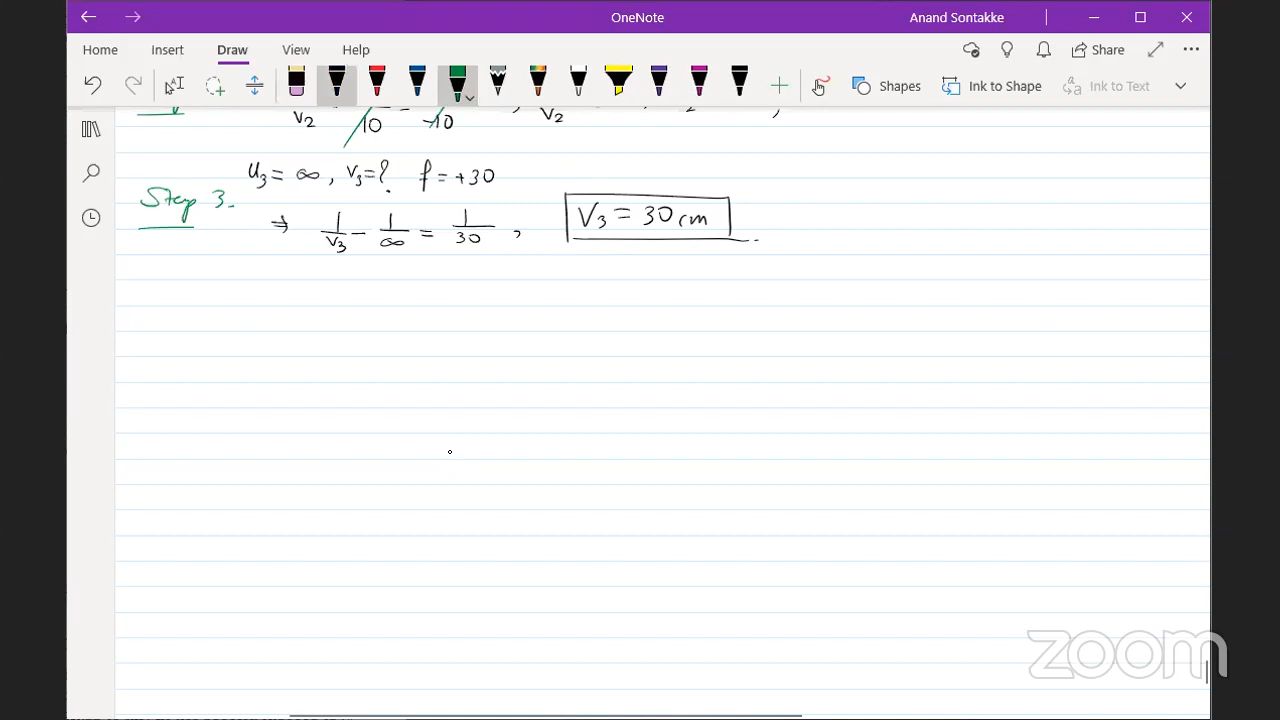 OneNote
Anand Sontakke
Home Insert Draw View Help
Share
Shapes Ink to Shape Ink to Text
V₂ 10 -10 , V₂
u₃ = ∞ , v₃ = ? f = +30
Step 3.
⇒ 1/v₃ - 1/∞ = 1/30 , V₃ = 30 cm
zoom